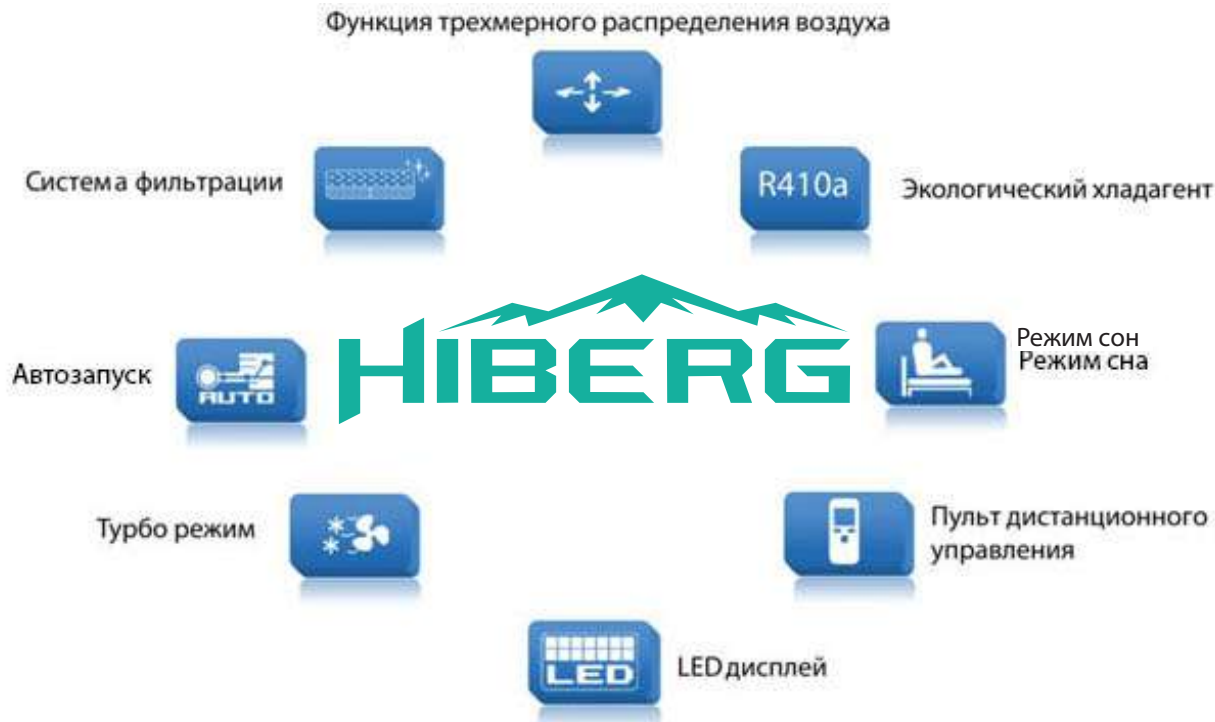 Функция трехмерного распределения воздуха
Система фильтрации
R410a
Экологический хладагент
HIBERG
Автозапуск
AUTO
Режим сон
Режим сна
Турбо режим
Пульт дистанционного
управления
LED
LED дисплей